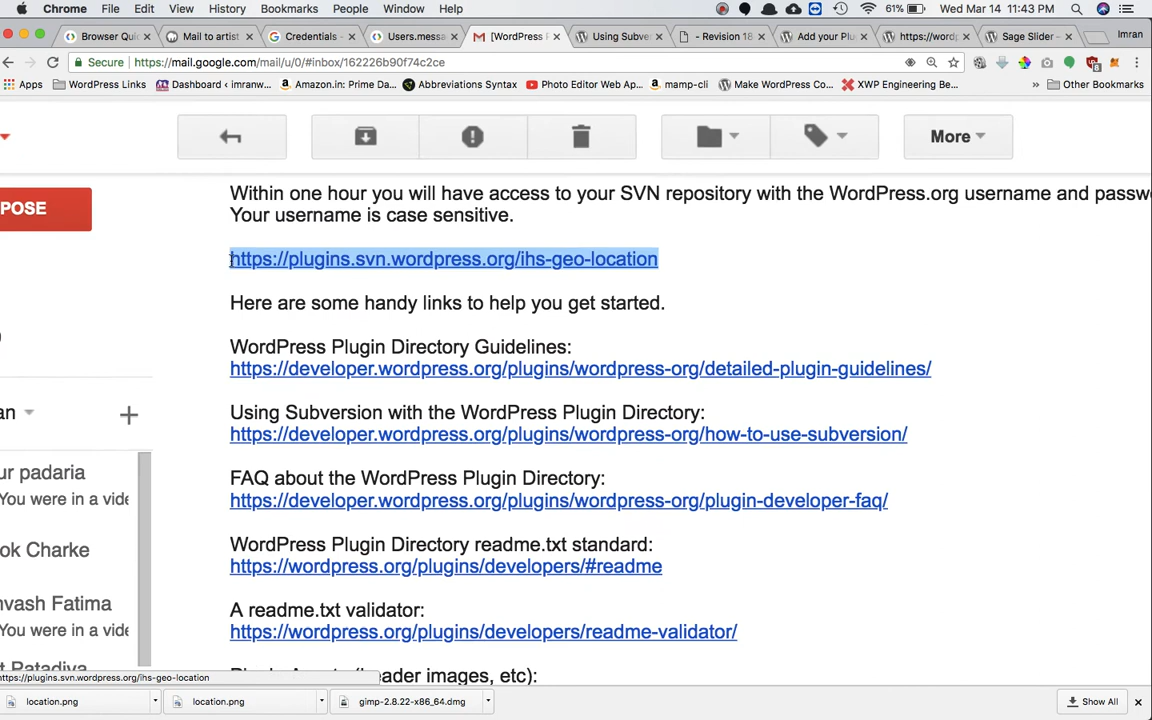 Chrome File Edit View History Bookmarks People Window Help 61% Wed Mar 14 11:43 PM
Browser Qui Mail to artist Credentials - Users.messa [WordPress Using Subver - Revision 18 Add your Plu https://wordp Sage Slider - Imran
Secure https://mail.google.com/mail/u/0/#inbox/162226b90f74c2ce
Apps WordPress Links Dashboard ‹ imranw... Amazon.in: Prime Da... Abbreviations Syntax Photo Editor Web Ap... mamp-cli Make WordPress Co... XWP Engineering Be... » Other Bookmarks
More
POSE
Within one hour you will have access to your SVN repository with the WordPress.org username and passw
Your username is case sensitive.
https://plugins.svn.wordpress.org/ihs-geo-location
Here are some handy links to help you get started.
WordPress Plugin Directory Guidelines:
https://developer.wordpress.org/plugins/wordpress-org/detailed-plugin-guidelines/
an
Using Subversion with the WordPress Plugin Directory:
https://developer.wordpress.org/plugins/wordpress-org/how-to-use-subversion/
ur padaria
You were in a vide
FAQ about the WordPress Plugin Directory:
https://developer.wordpress.org/plugins/wordpress-org/plugin-developer-faq/
ok Charke
WordPress Plugin Directory readme.txt standard:
https://wordpress.org/plugins/developers/#readme
nvash Fatima
You were in a vide
A readme.txt validator:
https://wordpress.org/plugins/developers/readme-validator/
t Patadiya
(header images, etc):
https://plugins.svn.wordpress.org/ihs-geo-location
location.png location.png gimp-2.8.22-x86_64.dmg Show All